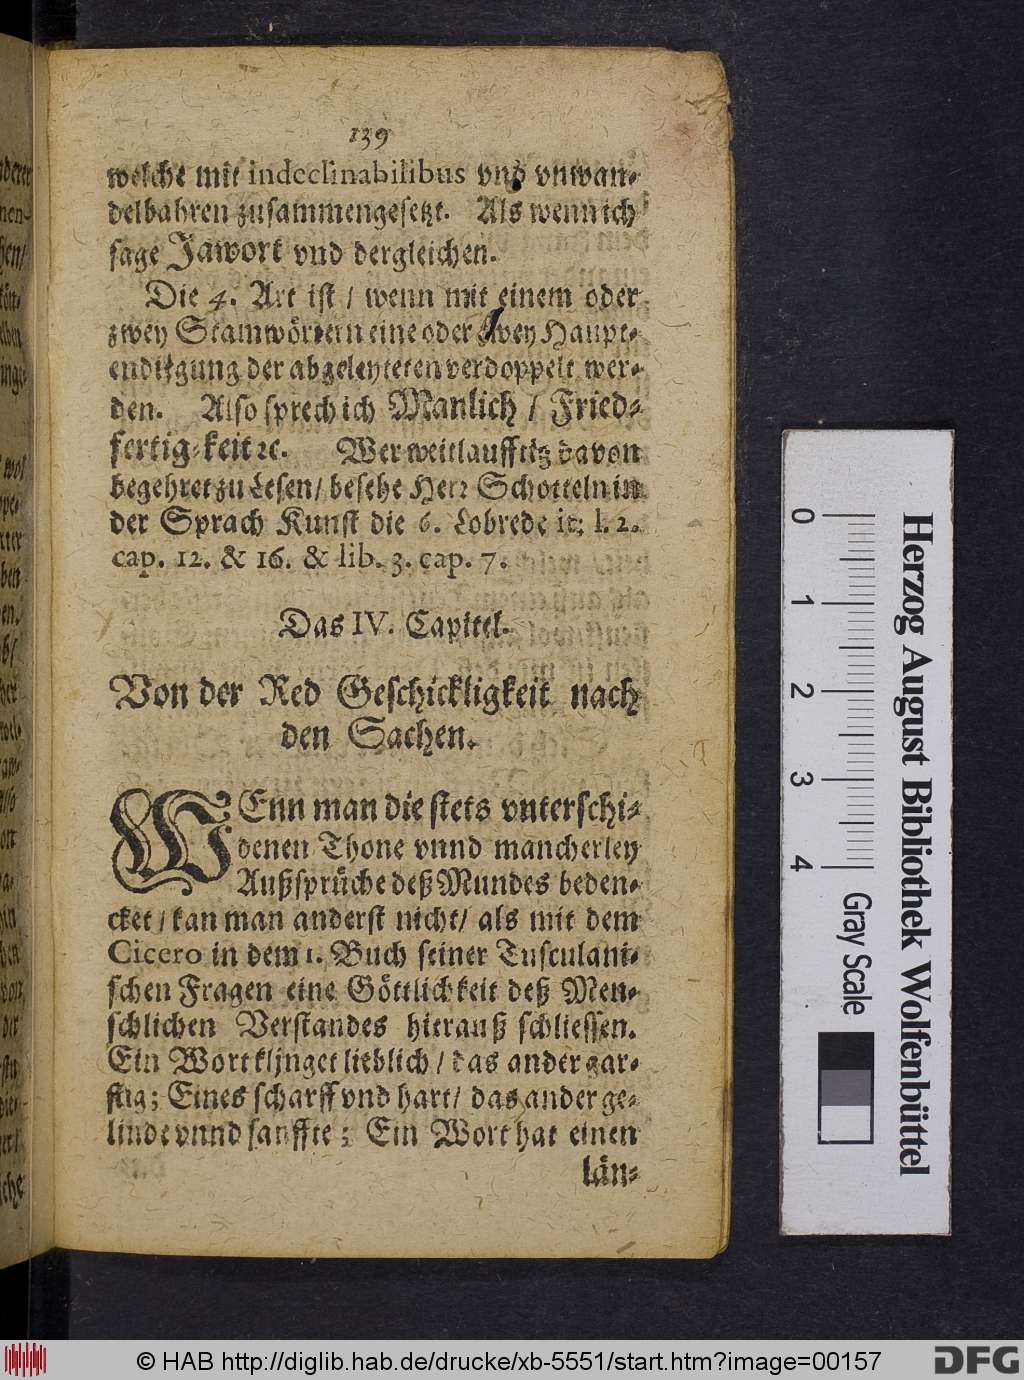 139
welche mit indeclinabilibus vnd vnwan-
delbahren zusammengesetzt. Als wenn ich
sage Jawort vnd dergleichen.
Die 4. Art ist / wenn mit einem oder
zwey Stamwörtern eine oder zwey Haupt-
endigung der abgeleyteten verdoppelt wer-
den. Also sprech ich Manlich / Fried-
fertig-keit ꝛc. Wer weitlaufftig davon
begehret zu Lesen / besehe Herꝛ Schotteln in
der Sprach Kunst die 6. Lobrede it: l. 2.
cap. 12. & 16. & lib. 3. cap. 7.
Das IV. Capitel.
Von der Red Geschickligkeit nach
den Sachen.
WEnn man die stets vnterschi-
denen Thone vnnd mancherley
Außsprüche deß Mundes beden-
cket / kan man anderst nicht / als mit dem
Cicero in dem 1. Buch seiner Tusculani-
schen Fragen eine Göttlichkeit deß Men-
schlichen Verstandes hierauß schliessen.
Ein Wort klinget lieblich / das ander gar-
stig; Eines scharff vnd hart / das ander ge-
linde vnnd sanffte; Ein Wort hat einen
län-
Herzog August Bibliothek Wolfenbüttel
0 1 2 3 4 Gray Scale
© HAB http://diglib.hab.de/drucke/xb-5551/start.htm?image=00157
DFG